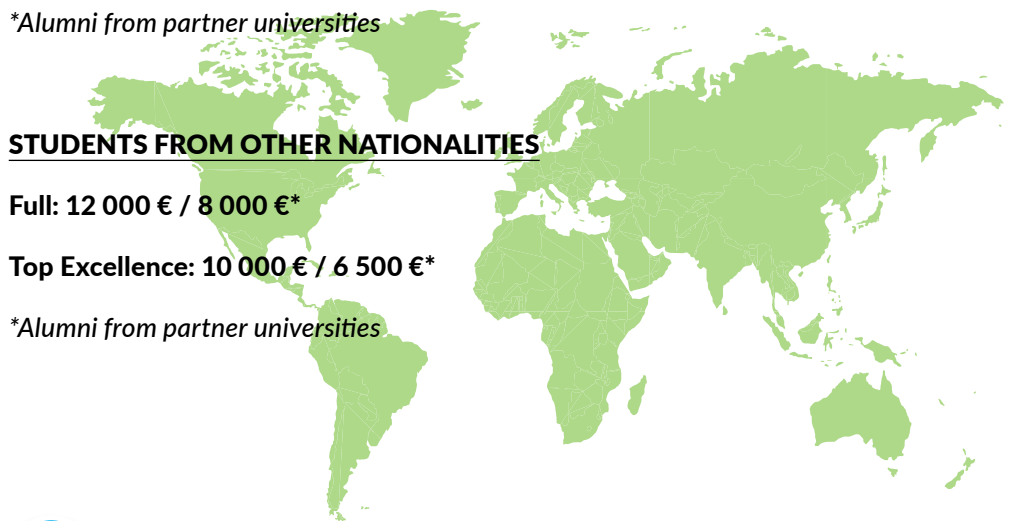 *Alumni from partner universities
STUDENTS FROM OTHER NATIONALITIES
Full: 12 000 € / 8 000 €*
Top Excellence: 10 000 € / 6 500 €*
*Alumni from partner universities